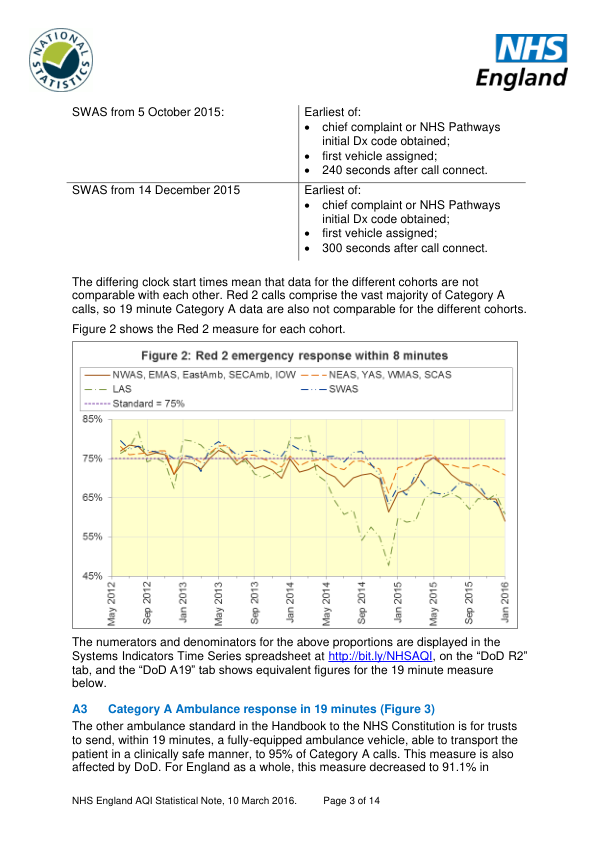 NATIONAL STATISTICS
NHS
England
SWAS from 5 October 2015:
Earliest of:
• chief complaint or NHS Pathways
initial Dx code obtained;
• first vehicle assigned;
• 240 seconds after call connect.
SWAS from 14 December 2015
Earliest of:
• chief complaint or NHS Pathways
initial Dx code obtained;
• first vehicle assigned;
• 300 seconds after call connect.
The differing clock start times mean that data for the different cohorts are not
comparable with each other. Red 2 calls comprise the vast majority of Category A
calls, so 19 minute Category A data are also not comparable for the different cohorts.
Figure 2 shows the Red 2 measure for each cohort.
Figure 2: Red 2 emergency response within 8 minutes
NWAS, EMAS, EastAmb, SECAmb, IOW
NEAS, YAS, WMAS, SCAS
LAS
SWAS
Standard = 75%
85%
75%
65%
55%
45%
May 2012
Sep 2012
Jan 2013
May 2013
Sep 2013
Jan 2014
May 2014
Sep 2014
Jan 2015
May 2015
Sep 2015
Jan 2016
The numerators and denominators for the above proportions are displayed in the
Systems Indicators Time Series spreadsheet at http://bit.ly/NHSAQI, on the “DoD R2”
tab, and the “DoD A19” tab shows equivalent figures for the 19 minute measure
below.
A3 Category A Ambulance response in 19 minutes (Figure 3)
The other ambulance standard in the Handbook to the NHS Constitution is for trusts
to send, within 19 minutes, a fully-equipped ambulance vehicle, able to transport the
patient in a clinically safe manner, to 95% of Category A calls. This measure is also
affected by DoD. For England as a whole, this measure decreased to 91.1% in
NHS England AQI Statistical Note, 10 March 2016. Page 3 of 14